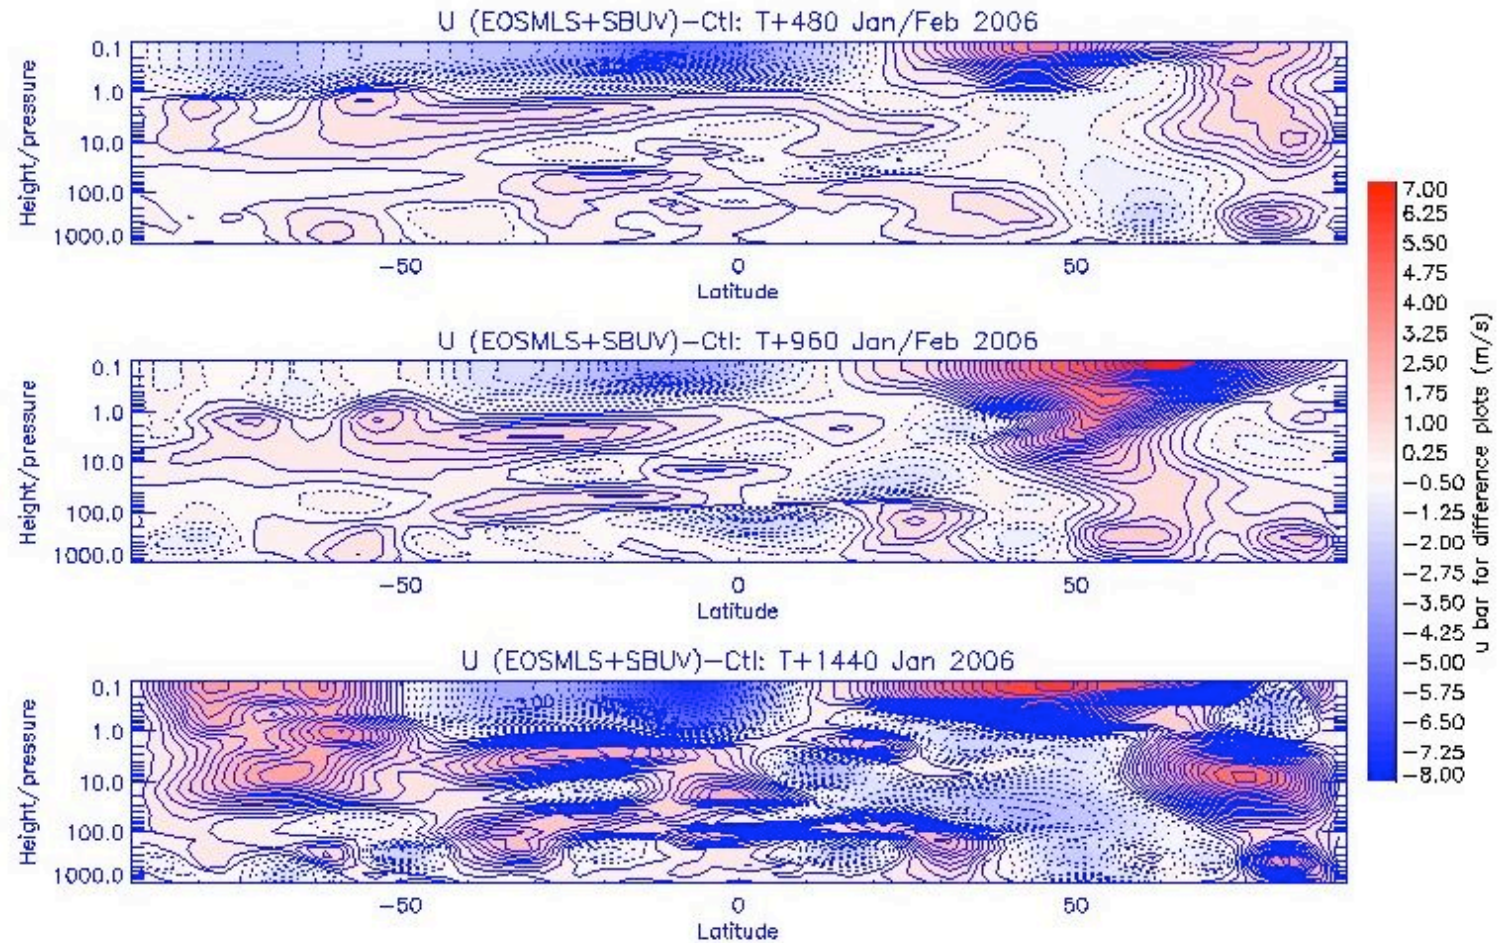 U (EOSMLS+SBUV)-Ctl: T+480 Jan/Feb 2006
Height/pressure
0.1
1.0
10.0
100.0
1000.0
-50 0 50
Latitude
U (EOSMLS+SBUV)-Ctl: T+960 Jan/Feb 2006
Height/pressure
0.1
1.0
10.0
100.0
1000.0
-50 0 50
Latitude
U (EOSMLS+SBUV)-Ctl: T+1440 Jan 2006
Height/pressure
0.1
1.0
10.0
100.0
1000.0
-50 0 50
Latitude
7.00
6.25
5.50
4.75
4.00
3.25
2.50
1.75
1.00
0.25
-0.50
-1.25
-2.00
-2.75
-3.50
-4.25
-5.00
-5.75
-6.50
-7.25
-8.00
u bar for difference plots (m/s)